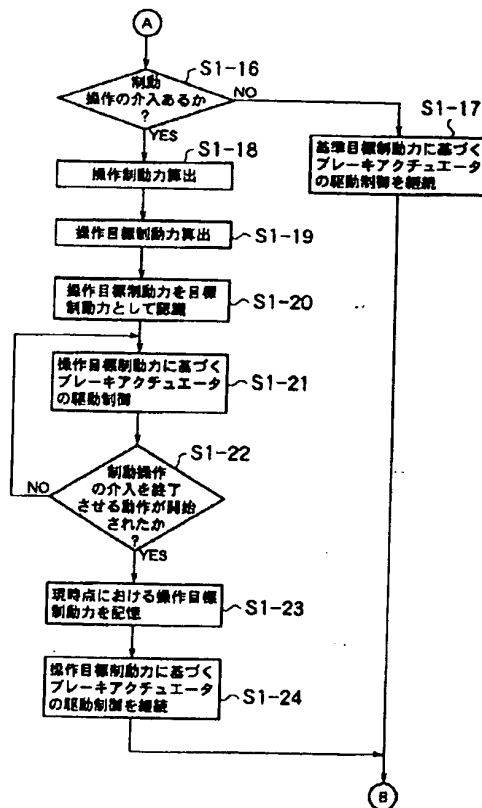 A
S1-16
制動
操作の介入あるか
?
NO
YES
S1-17
基準目標制動力に基づく
ブレーキアクチュエータ
の駆動制御を継続
S1-18
操作制動力算出
操作目標制動力算出
S1-19
操作目標制動力を目標
制動力として認識
S1-20
操作目標制動力に基づく
ブレーキアクチュエータ
の駆動制御
S1-21
S1-22
制動操作
の介入を終了
させる動作が開始
されたか
?
NO
YES
現時点における操作目標
制動力を記憶
S1-23
操作目標制動力に基づく
ブレーキアクチュエータ
の駆動制御を継続
S1-24
B